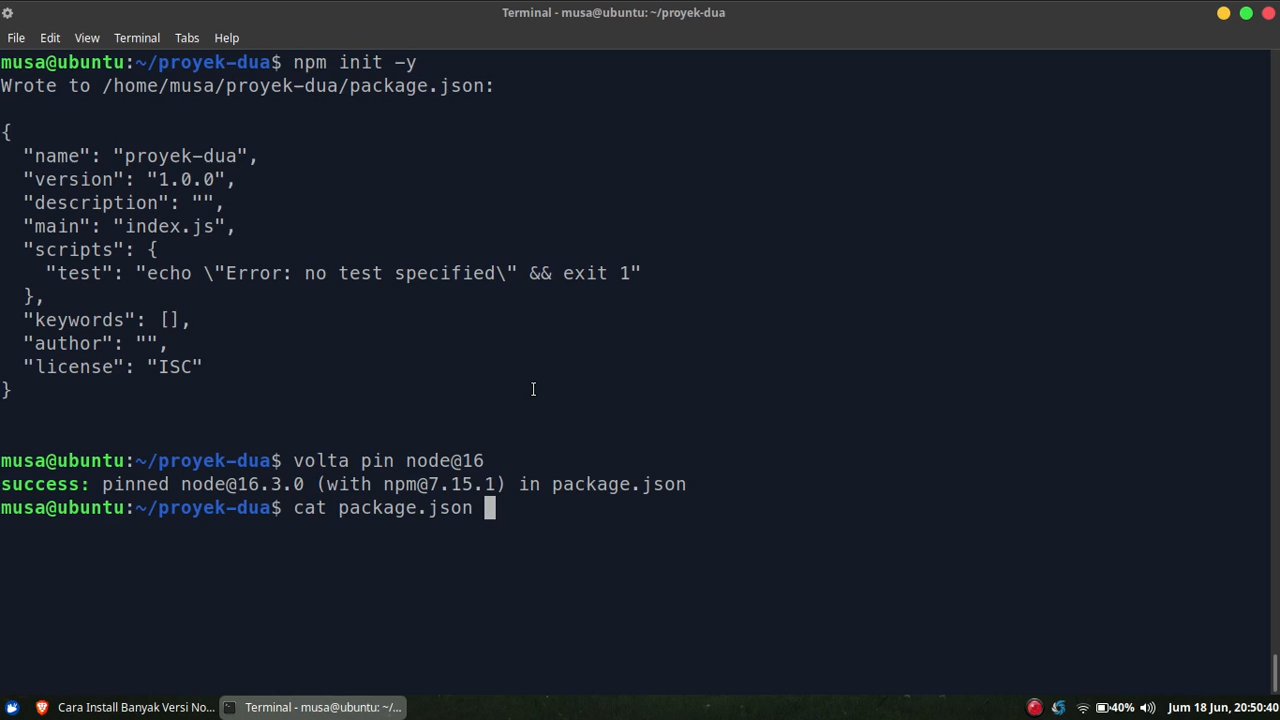 Terminal - musa@ubuntu: ~/proyek-dua
File Edit View Terminal Tabs Help
musa@ubuntu:~/proyek-dua$ npm init -y
Wrote to /home/musa/proyek-dua/package.json:
{
  "name": "proyek-dua",
  "version": "1.0.0",
  "description": "",
  "main": "index.js",
  "scripts": {
    "test": "echo \"Error: no test specified\" && exit 1"
  },
  "keywords": [],
  "author": "",
  "license": "ISC"
}
musa@ubuntu:~/proyek-dua$ volta pin node@16
success: pinned node@16.3.0 (with npm@7.15.1) in package.json
musa@ubuntu:~/proyek-dua$ cat package.json
Cara Install Banyak Versi No... Terminal - musa@ubuntu: ~/... 40% Jum 18 Jun, 20:50:40